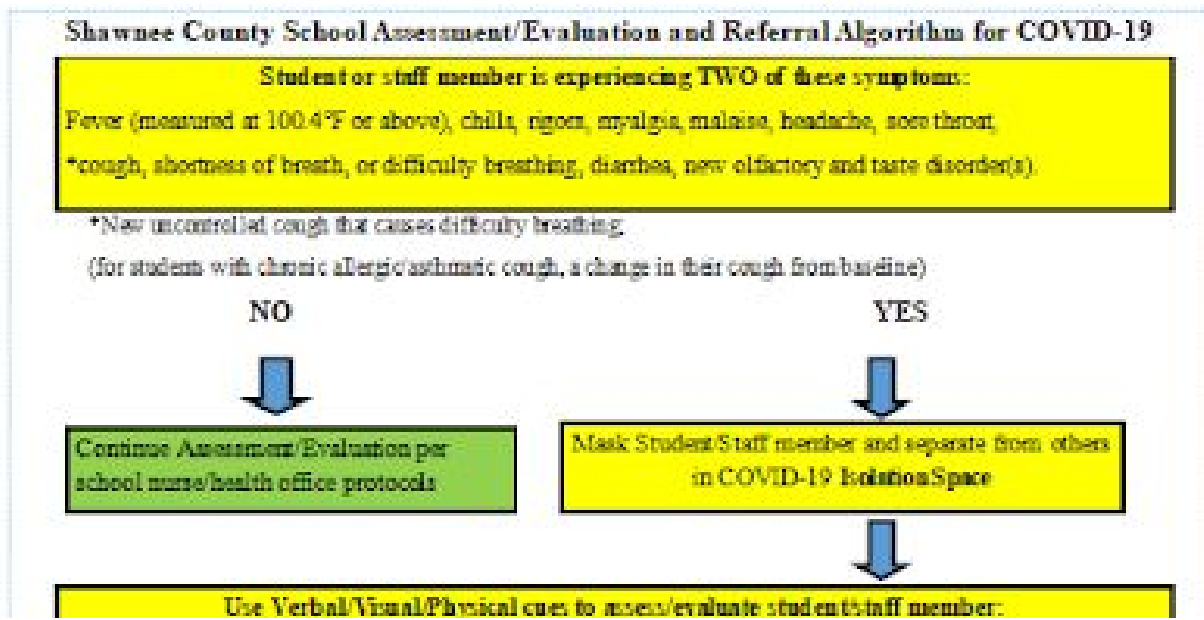 Shawnee County School Assessment/Evaluation and Referral Algorithm for COVID-19
Student or staff member is experiencing TWO of these symptoms:
Fever (measured at 100.4°F or above), chills, rigors, myalgia, malaise, headache, sore throat,
*cough, shortness of breath, or difficulty breathing, diarrhea, new olfactory and taste disorder(s).
*New uncontrolled cough that causes difficulty breathing
(for students with chronic allergic/asthmatic cough, a change in their cough from baseline)
NO
YES
Continue Assessment/Evaluation per
school nurse/health office protocols
Mask Student/Staff member and separate from others
in COVID-19 Isolation Space
Use Verbal/Visual/Physical cues to assess/evaluate student/staff member: